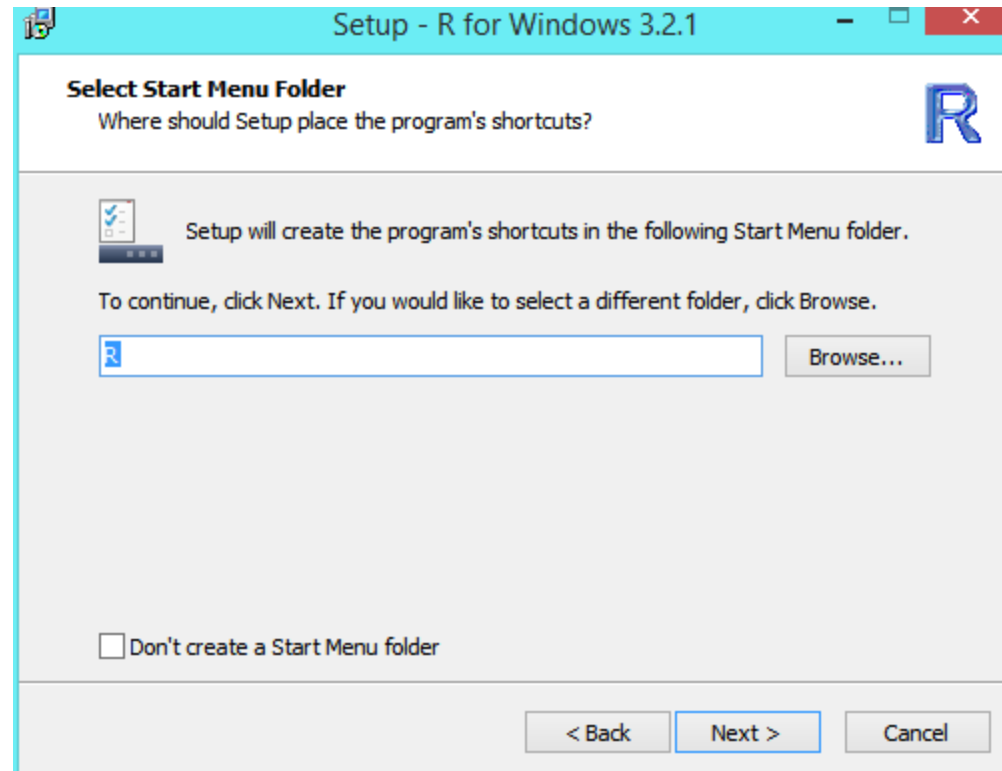 Setup - R for Windows 3.2.1
Select Start Menu Folder
Where should Setup place the program's shortcuts?
R
Setup will create the program's shortcuts in the following Start Menu folder.
To continue, click Next. If you would like to select a different folder, click Browse.
R
Browse...
Don't create a Start Menu folder
< Back
Next >
Cancel